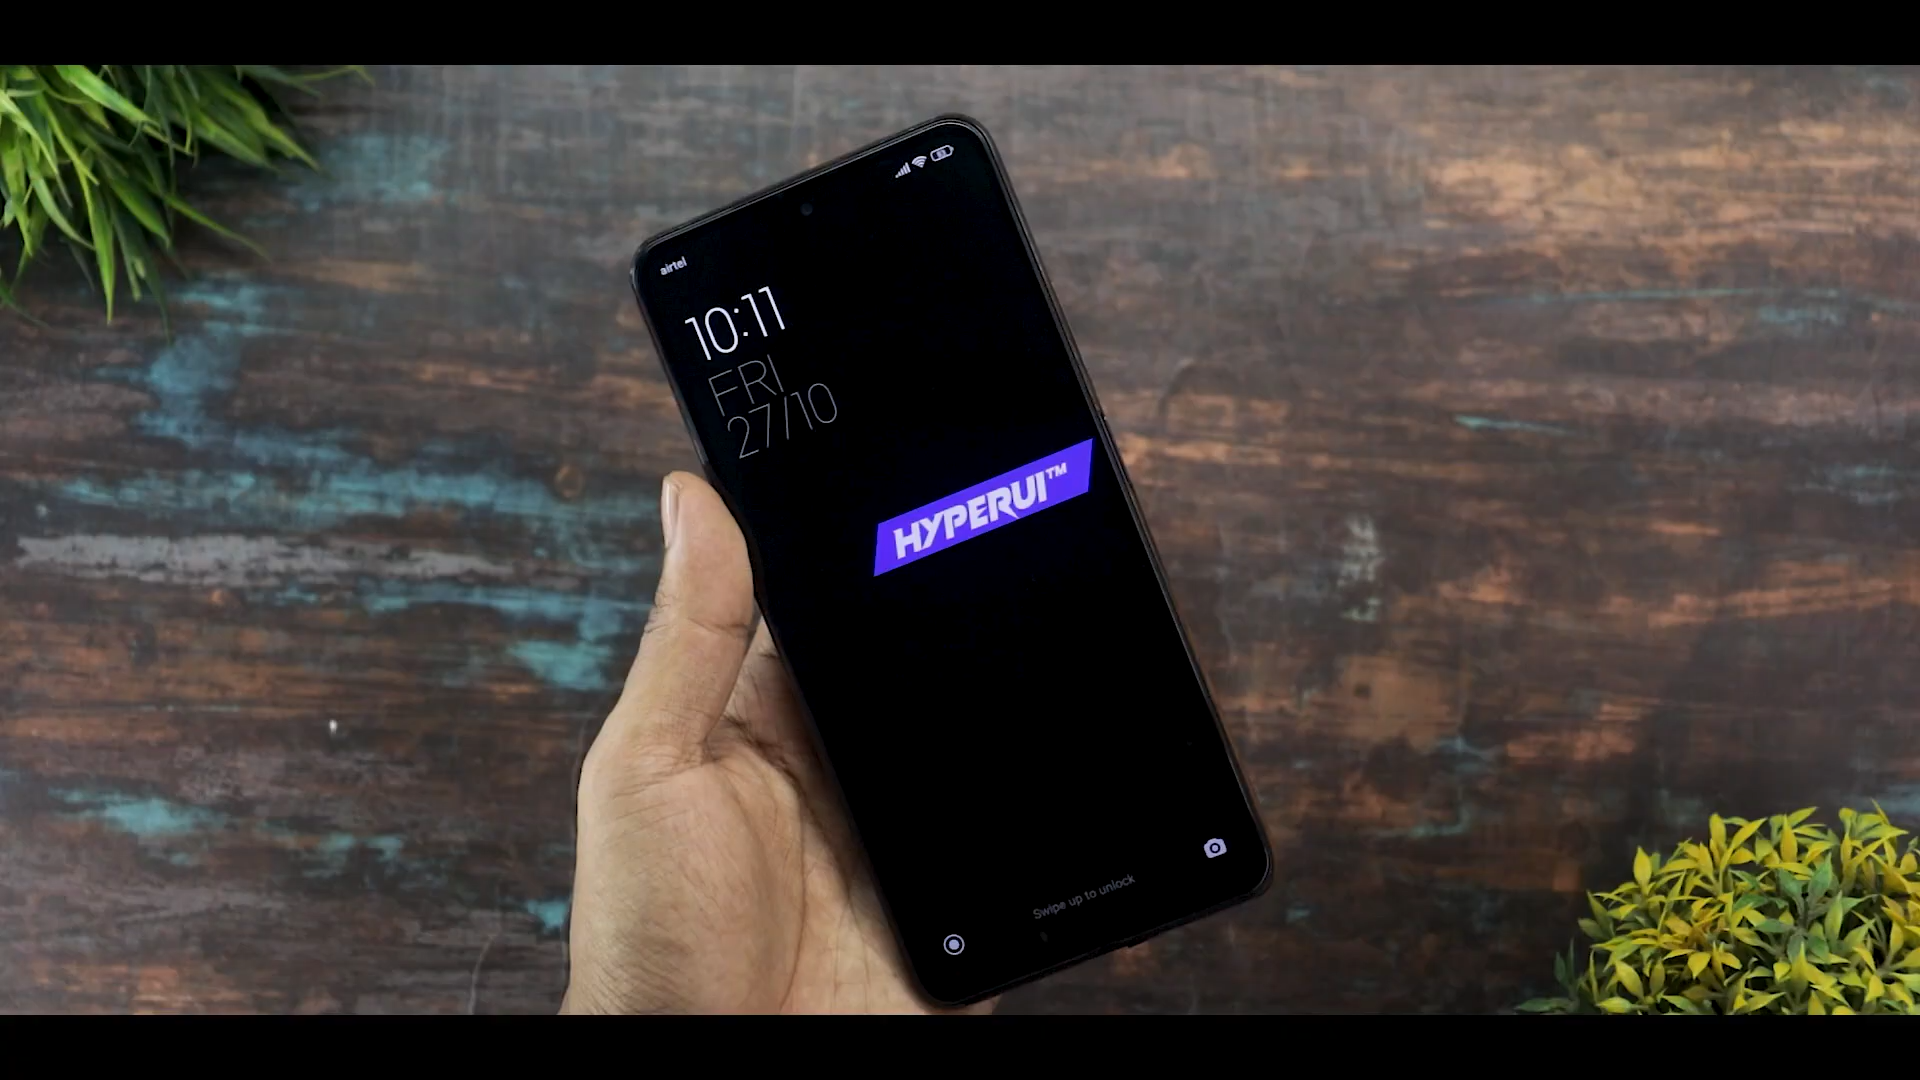 airtel
10:11
FRI
27/10
HYPERUI™
Swipe up to unlock